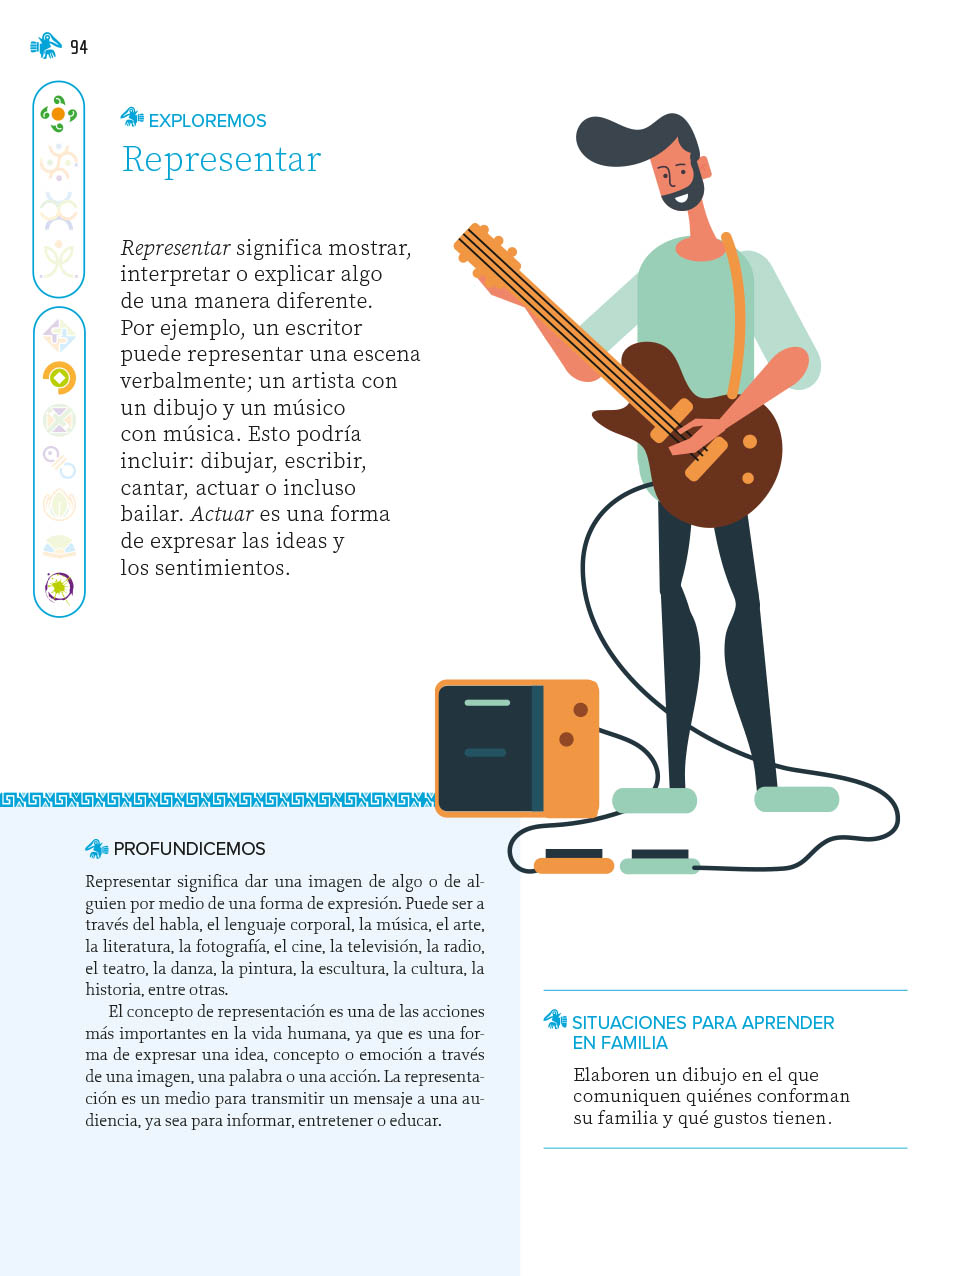 94
EXPLOREMOS
Representar
Representar significa mostrar,
interpretar o explicar algo
de una manera diferente.
Por ejemplo, un escritor
puede representar una escena
verbalmente; un artista con
un dibujo y un músico
con música. Esto podría
incluir: dibujar, escribir,
cantar, actuar o incluso
bailar. Actuar es una forma
de expresar las ideas y
los sentimientos.
PROFUNDICEMOS
Representar significa dar una imagen de algo o de al-
guien por medio de una forma de expresión. Puede ser a
través del habla, el lenguaje corporal, la música, el arte,
la literatura, la fotografía, el cine, la televisión, la radio,
el teatro, la danza, la pintura, la escultura, la cultura, la
historia, entre otras.
El concepto de representación es una de las acciones
más importantes en la vida humana, ya que es una for-
ma de expresar una idea, concepto o emoción a través
de una imagen, una palabra o una acción. La representa-
ción es un medio para transmitir un mensaje a una au-
diencia, ya sea para informar, entretener o educar.
SITUACIONES PARA APRENDER
EN FAMILIA
Elaboren un dibujo en el que
comuniquen quiénes conforman
su familia y qué gustos tienen.